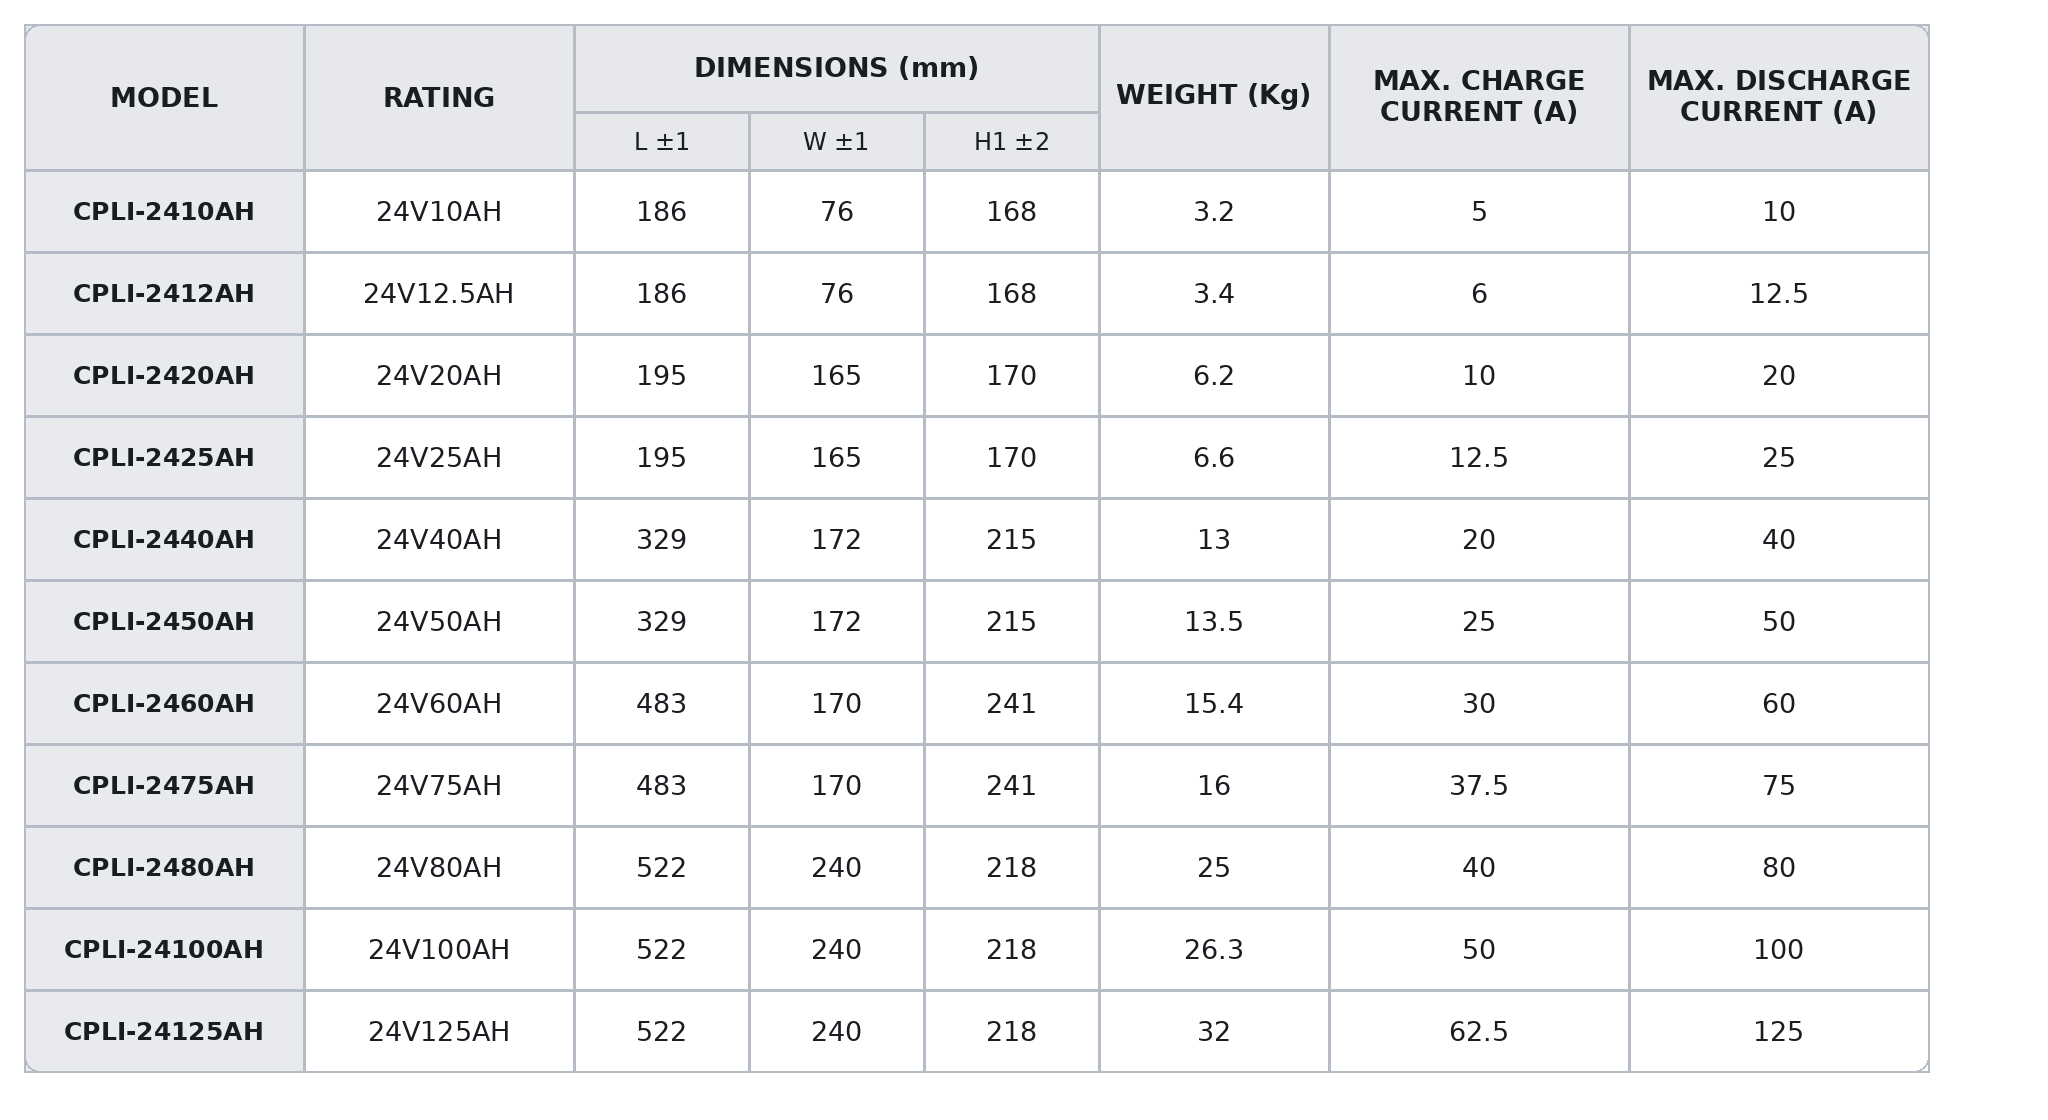 MODEL RATING DIMENSIONS (mm) WEIGHT (Kg) MAX. CHARGE CURRENT (A) MAX. DISCHARGE CURRENT (A)
L ±1 W ±1 H1 ±2
CPLI-2410AH 24V10AH 186 76 168 3.2 5 10
CPLI-2412AH 24V12.5AH 186 76 168 3.4 6 12.5
CPLI-2420AH 24V20AH 195 165 170 6.2 10 20
CPLI-2425AH 24V25AH 195 165 170 6.6 12.5 25
CPLI-2440AH 24V40AH 329 172 215 13 20 40
CPLI-2450AH 24V50AH 329 172 215 13.5 25 50
CPLI-2460AH 24V60AH 483 170 241 15.4 30 60
CPLI-2475AH 24V75AH 483 170 241 16 37.5 75
CPLI-2480AH 24V80AH 522 240 218 25 40 80
CPLI-24100AH 24V100AH 522 240 218 26.3 50 100
CPLI-24125AH 24V125AH 522 240 218 32 62.5 125